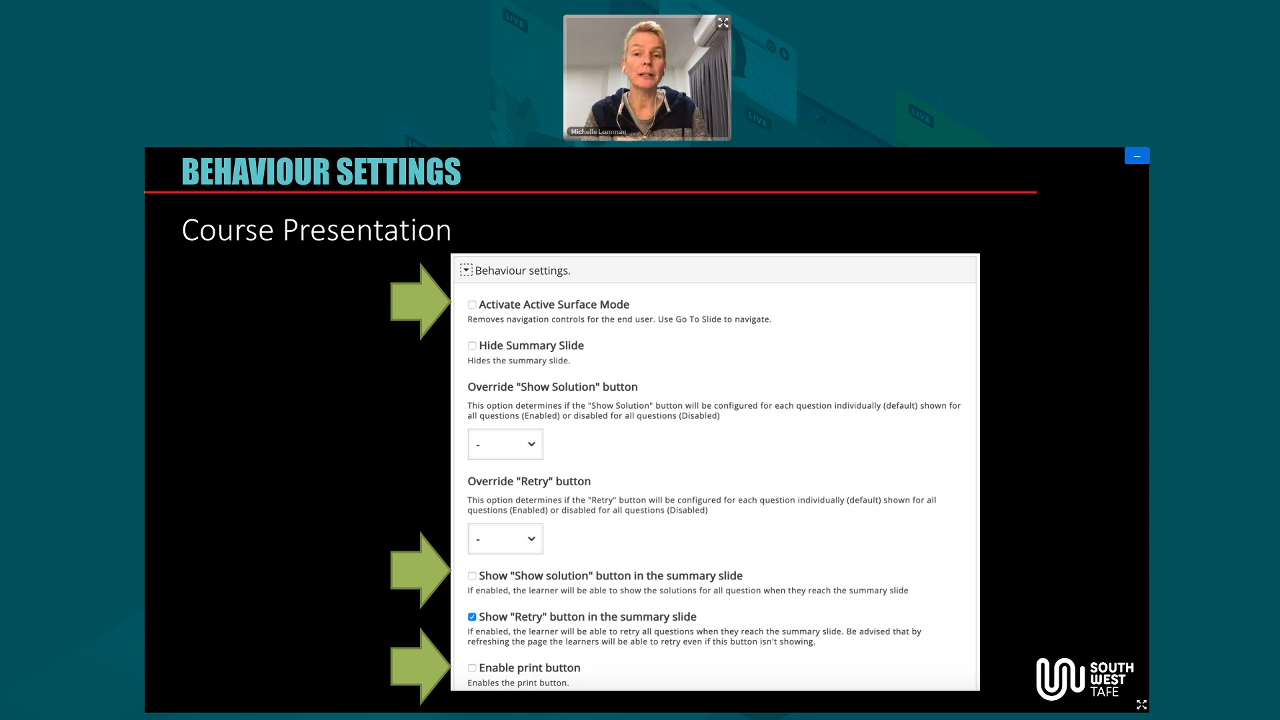 LIVE
LIVE
LIVE
Michelle Lomman
BEHAVIOUR SETTINGS
Course Presentation
Behaviour settings.
Activate Active Surface Mode
Removes navigation controls for the end user. Use Go To Slide to navigate.
Hide Summary Slide
Hides the summary slide.
Override "Show Solution" button
This option determines if the "Show Solution" button will be configured for each question individually (default) shown for
all questions (Enabled) or disabled for all questions (Disabled)
-
Override "Retry" button
This option determines if the "Retry" button will be configured for each question individually (default) shown for all
questions (Enabled) or disabled for all questions (Disabled)
-
Show "Show solution" button in the summary slide
If enabled, the learner will be able to show the solutions for all question when they reach the summary slide
Show "Retry" button in the summary slide
If enabled, the learner will be able to retry all questions when they reach the summary slide. Be advised that by
refreshing the page the learners will be able to retry even if this button isn't showing.
Enable print button
Enables the print button.
SOUTH
WEST
TAFE